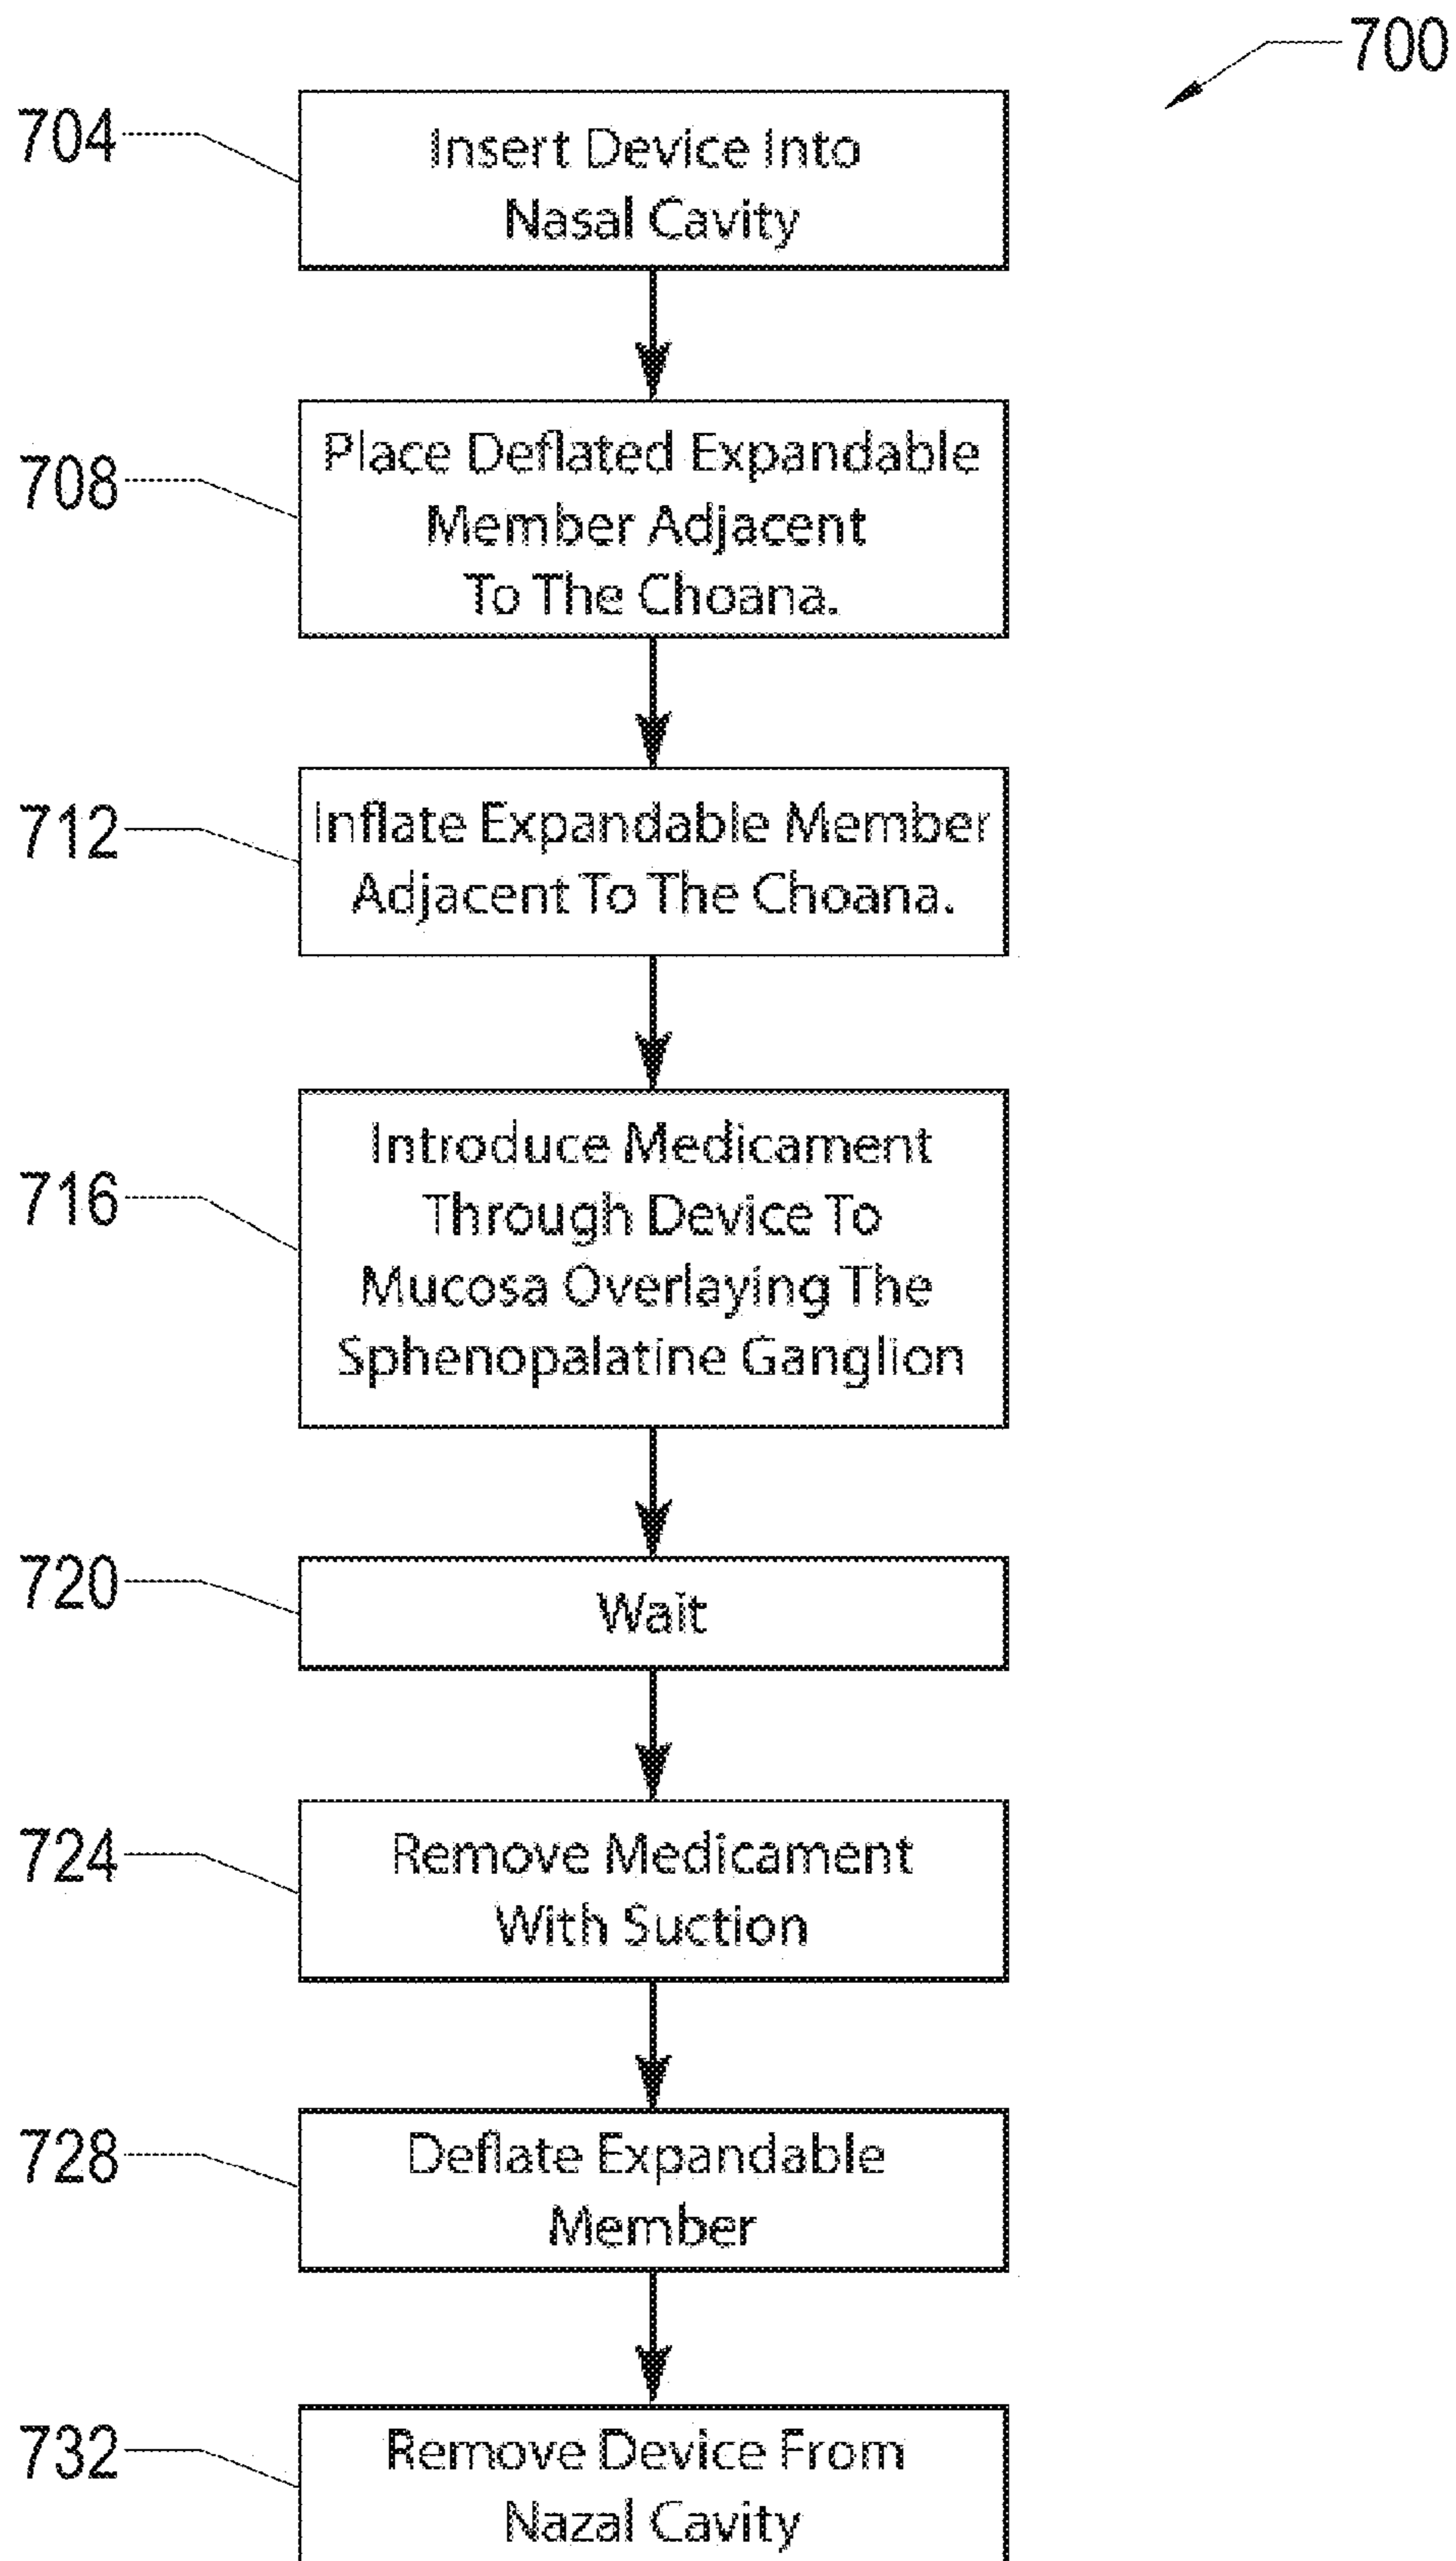 700
704
Insert Device Into
Nasal Cavity
708
Place Deflated Expandable
Member Adjacent
To The Choana.
712
Inflate Expandable Member
Adjacent To The Choana.
716
Introduce Medicament
Through Device To
Mucosa Overlaying The
Sphenopalatine Ganglion
720
Wait
724
Remove Medicament
With Suction
728
Deflate Expandable
Member
732
Remove Device From
Nazal Cavity